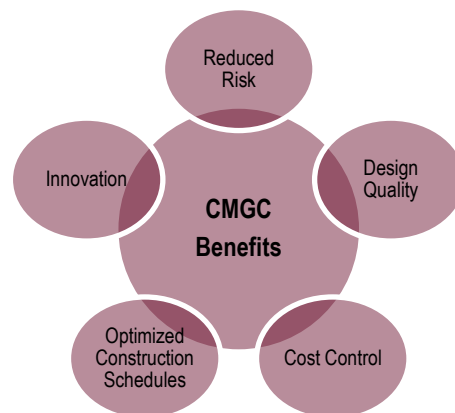 Reduced
Risk
Innovation
Design
Quality
CMGC
Benefits
Optimized
Construction
Schedules
Cost Control